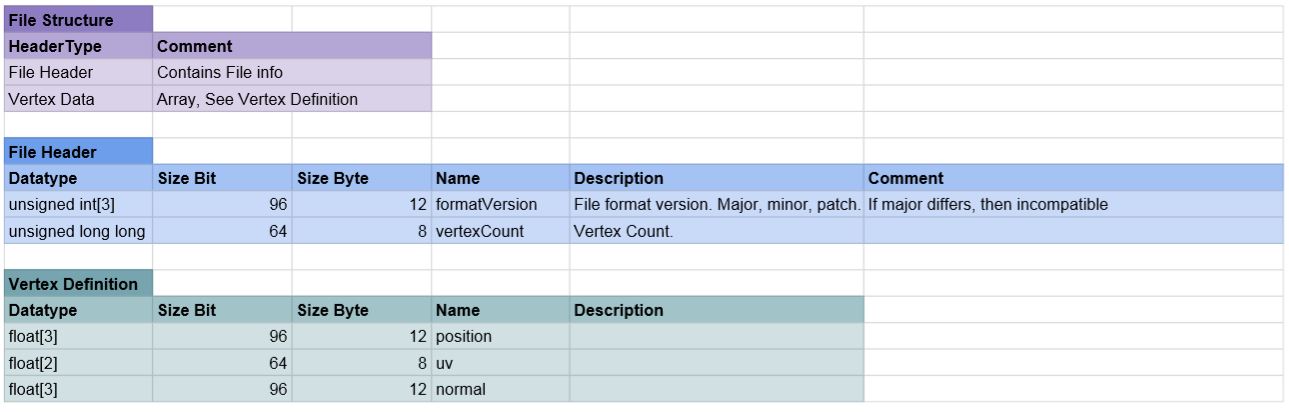 File Structure
HeaderType Comment
File Header Contains File info
Vertex Data Array, See Vertex Definition
File Header
Datatype Size Bit Size Byte Name Description Comment
unsigned int[3] 96 12 formatVersion File format version. Major, minor, patch. If major differs, then incompatible
unsigned long long 64 8 vertexCount Vertex Count.
Vertex Definition
Datatype Size Bit Size Byte Name Description
float[3] 96 12 position
float[2] 64 8 uv
float[3] 96 12 normal